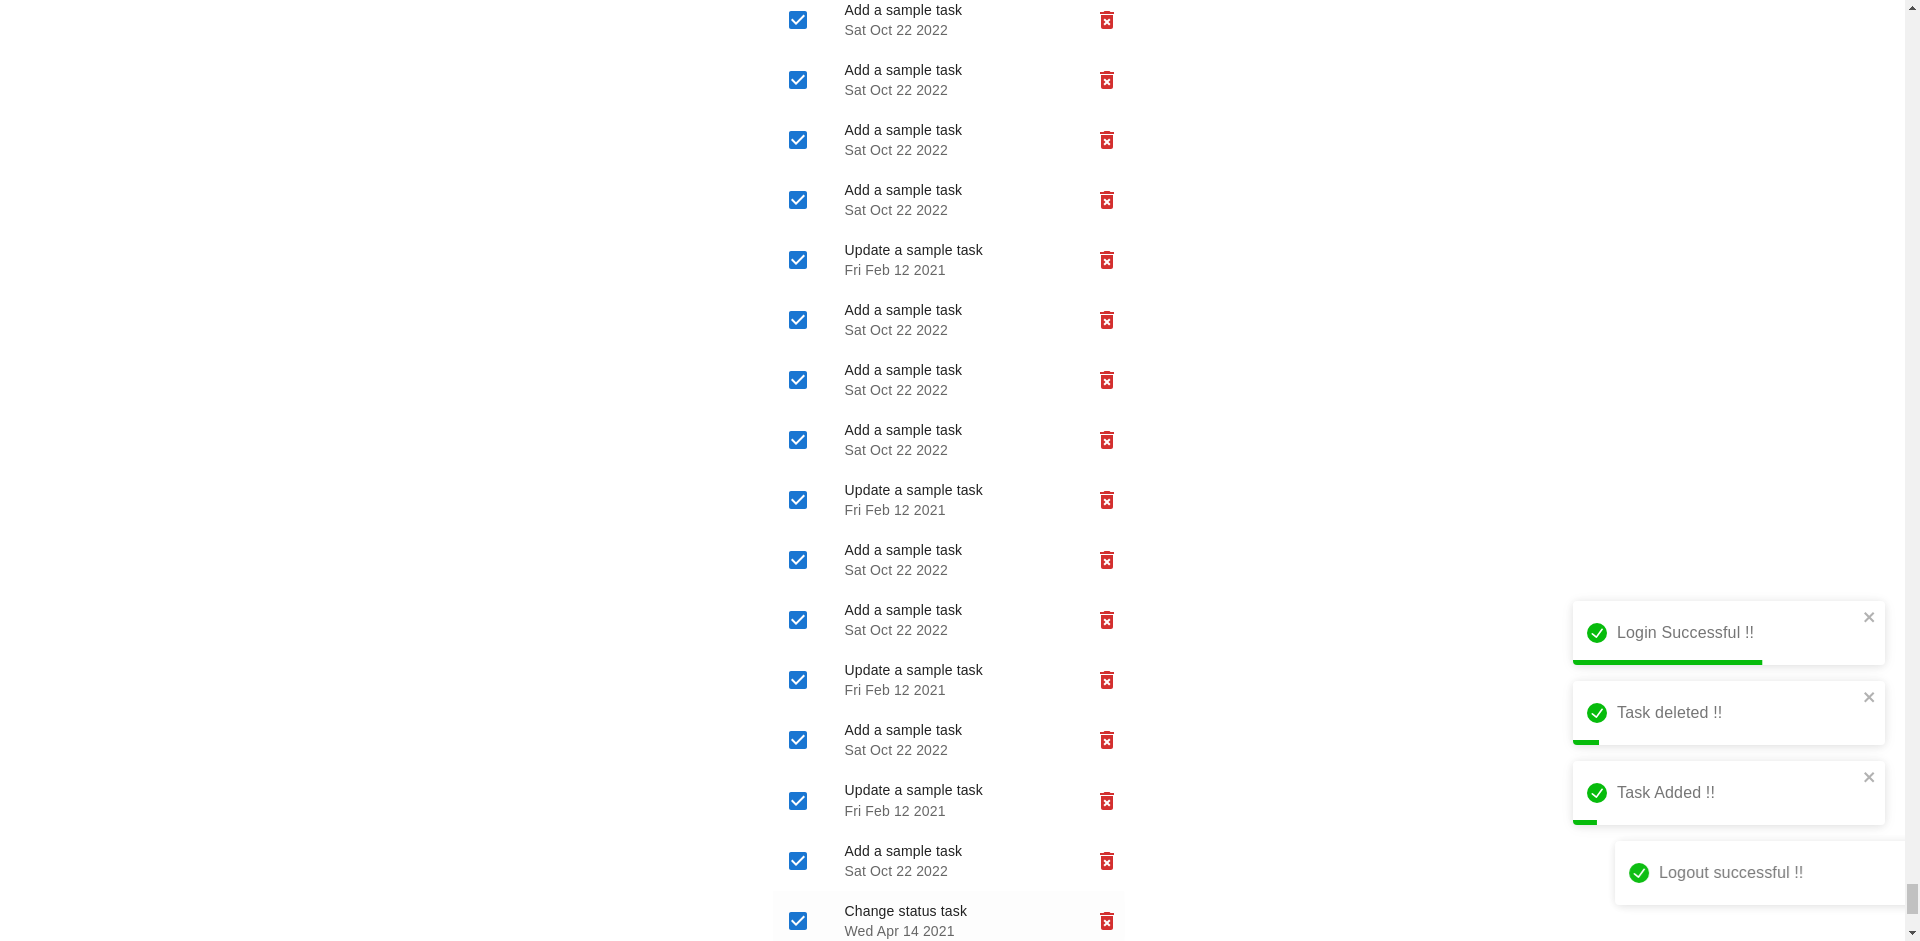 Add a sample task
Sat Oct 22 2022
Add a sample task
Sat Oct 22 2022
Add a sample task
Sat Oct 22 2022
Add a sample task
Sat Oct 22 2022
Update a sample task
Fri Feb 12 2021
Add a sample task
Sat Oct 22 2022
Add a sample task
Sat Oct 22 2022
Add a sample task
Sat Oct 22 2022
Update a sample task
Fri Feb 12 2021
Add a sample task
Sat Oct 22 2022
Add a sample task
Sat Oct 22 2022
Update a sample task
Fri Feb 12 2021
Add a sample task
Sat Oct 22 2022
Update a sample task
Fri Feb 12 2021
Add a sample task
Sat Oct 22 2022
Change status task
Wed Apr 14 2021
Login Successful !!
Task deleted !!
Task Added !!
Logout successful !!